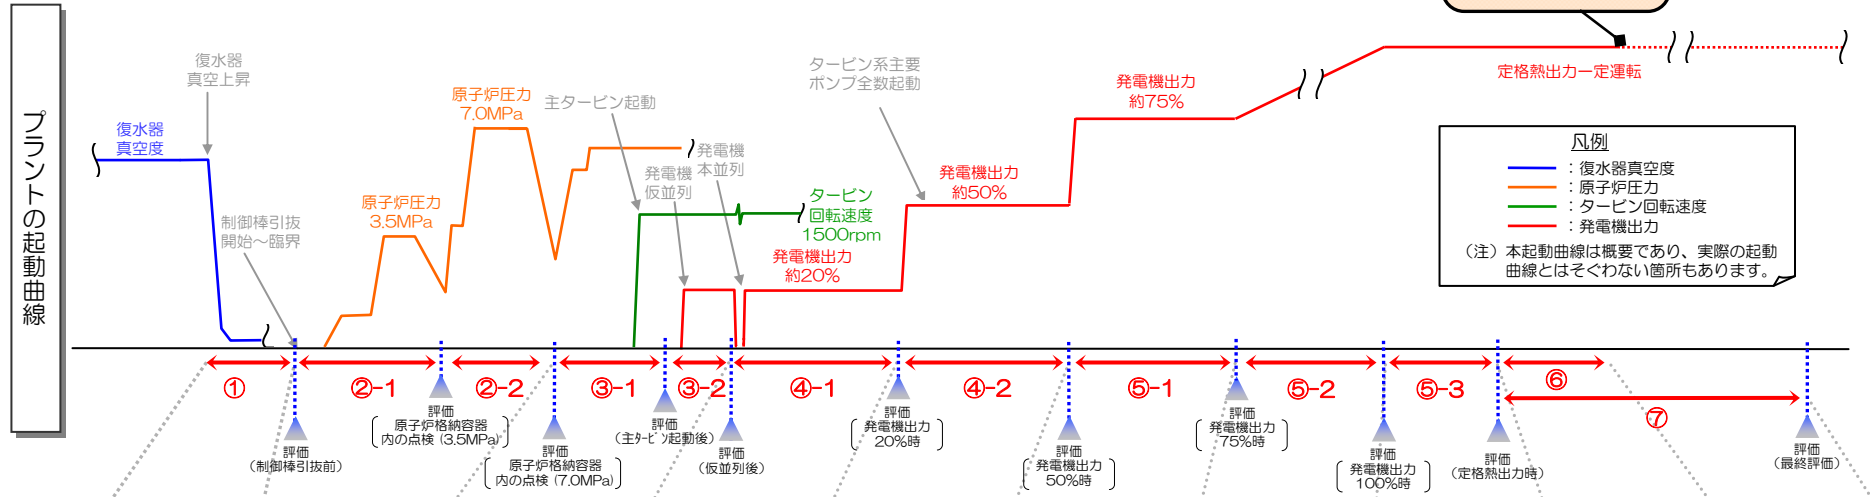 プラントの起動曲線
復水器
真空上昇
復水器
真空度
制御棒引抜
開始～臨界
原子炉圧力
3.5MPa
原子炉圧力
7.0MPa
主タービン起動
発電機
仮並列
発電機
本並列
タービン
回転速度
1500rpm
発電機出力
約20%
タービン系主要
ポンプ全数起動
発電機出力
約50%
発電機出力
約75%
定格熱出力一定運転
凡例
：復水器真空度
：原子炉圧力
：タービン回転速度
：発電機出力
（注）本起動曲線は概要であり、実際の起動
曲線とはそぐわない箇所もあります。
①
②-1
②-2
③-1
③-2
④-1
④-2
⑤-1
⑤-2
⑤-3
⑥
⑦
評価
（制御棒引抜前）
評価
原子炉格納容器
内の点検 (3.5MPa)
評価
原子炉格納容器
内の点検 (7.0MPa)
評価
（主ﾀｰﾋﾞﾝ起動後）
評価
（仮並列後）
評価
発電機出力
20%時
評価
発電機出力
50%時
評価
発電機出力
75%時
評価
発電機出力
100%時
評価
（定格熱出力時）
評価
（最終評価）